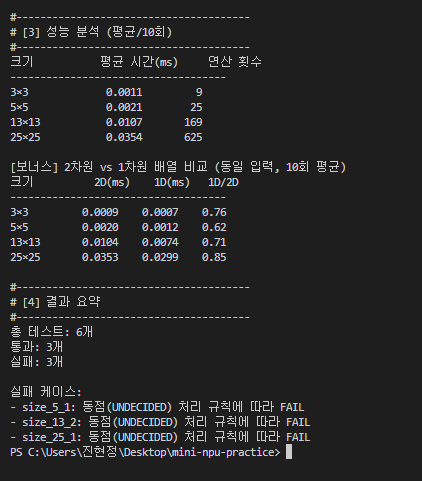 #---------------------------------------
# [3] 성능 분석 (평균/10회)
#---------------------------------------
크기 평균 시간(ms) 연산 횟수
------------------------------------
3×3 0.0011 9
5×5 0.0021 25
13×13 0.0107 169
25×25 0.0354 625
[보너스] 2차원 vs 1차원 배열 비교 (동일 입력, 10회 평균)
크기 2D(ms) 1D(ms) 1D/2D
------------------------------------
3×3 0.0009 0.0007 0.76
5×5 0.0020 0.0012 0.62
13×13 0.0104 0.0074 0.71
25×25 0.0353 0.0299 0.85
#---------------------------------------
# [4] 결과 요약
#---------------------------------------
총 테스트: 6개
통과: 3개
실패: 3개
실패 케이스:
- size_5_1: 동점(UNDECIDED) 처리 규칙에 따라 FAIL
- size_13_2: 동점(UNDECIDED) 처리 규칙에 따라 FAIL
- size_25_1: 동점(UNDECIDED) 처리 규칙에 따라 FAIL
PS C:\Users\진현정\Desktop\mini-npu-practice>